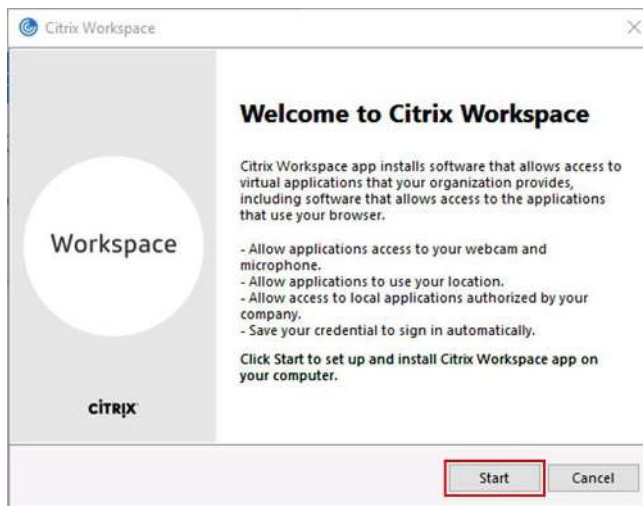 Citrix Workspace
Welcome to Citrix Workspace
Citrix Workspace app installs software that allows access to
virtual applications that your organization provides,
including software that allows access to the applications
that use your browser.
- Allow applications access to your webcam and
microphone.
- Allow applications to use your location.
- Allow access to local applications authorized by your
company.
- Save your credential to sign in automatically.
Click Start to set up and install Citrix Workspace app on
your computer.
Workspace
CITRIX
Start
Cancel